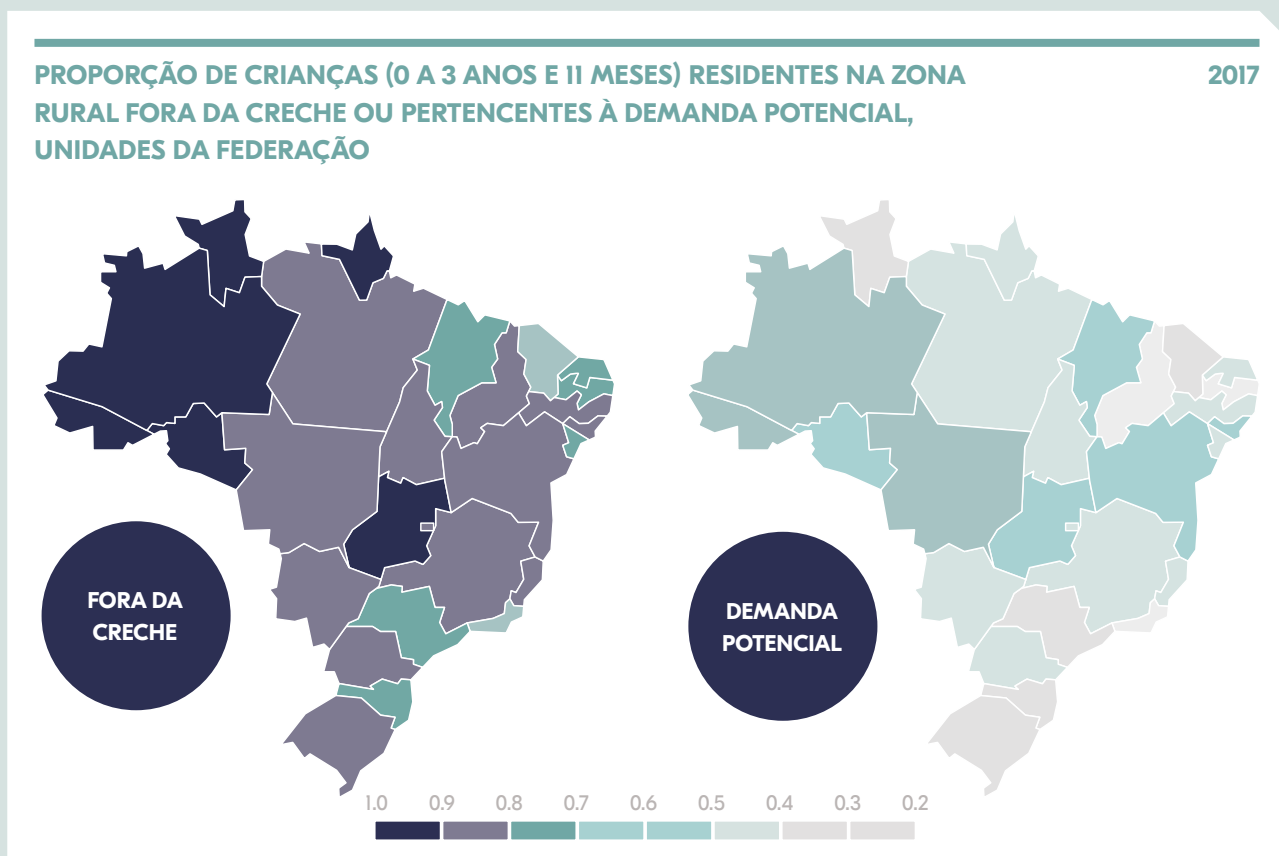 PROPORÇÃO DE CRIANÇAS (0 A 3 ANOS E 11 MESES) RESIDENTES NA ZONA
RURAL FORA DA CRECHE OU PERTENCENTES À DEMANDA POTENCIAL,
UNIDADES DA FEDERAÇÃO
2017
FORA DA
CRECHE
DEMANDA
POTENCIAL
1.0 0.9 0.8 0.7 0.6 0.5 0.4 0.3 0.2